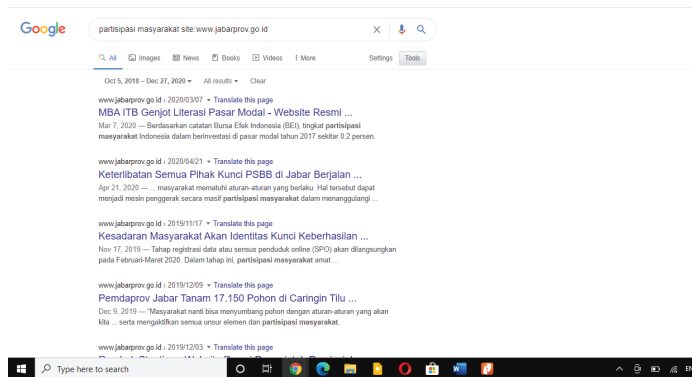 Google
partisipasi masyarakat site:www.jabarprov.go.id
All Images News Books Videos More Settings Tools
Oct 5, 2018 – Dec 27, 2020 All results Clear
www.jabarprov.go.id › 2020/03/07 Translate this page
MBA ITB Genjot Literasi Pasar Modal - Website Resmi ...
Mar 7, 2020 — Berdasarkan catatan Bursa Efek Indonesia (BEI), tingkat partisipasi
masyarakat Indonesia dalam berinvestasi di pasar modal tahun 2017 sekitar 0,2 persen.
www.jabarprov.go.id › 2020/04/21 Translate this page
Keterlibatan Semua Pihak Kunci PSBB di Jabar Berjalan ...
Apr 21, 2020 — ... masyarakat mematuhi aturan-aturan yang berlaku. Hal tersebut dapat
menjadi mesin penggerak secara masif partisipasi masyarakat dalam menanggulangi ...
www.jabarprov.go.id › 2019/11/17 Translate this page
Kesadaran Masyarakat Akan Identitas Kunci Keberhasilan ...
Nov 17, 2019 — Tahap registrasi data atau sensus penduduk online (SPO) akan dilangsungkan
pada Februari-Maret 2020. Dalam tahap ini, partisipasi masyarakat amat ...
www.jabarprov.go.id › 2019/12/09 Translate this page
Pemdaprov Jabar Tanam 17.150 Pohon di Caringin Tilu ...
Dec 9, 2019 — "Masyarakat nanti bisa menyumbang pohon dengan aturan-aturan yang akan
kita ... serta mengaktifkan semua unsur elemen dan partisipasi masyarakat.
www.jabarprov.go.id › 2019/12/03 Translate this page
Type here to search